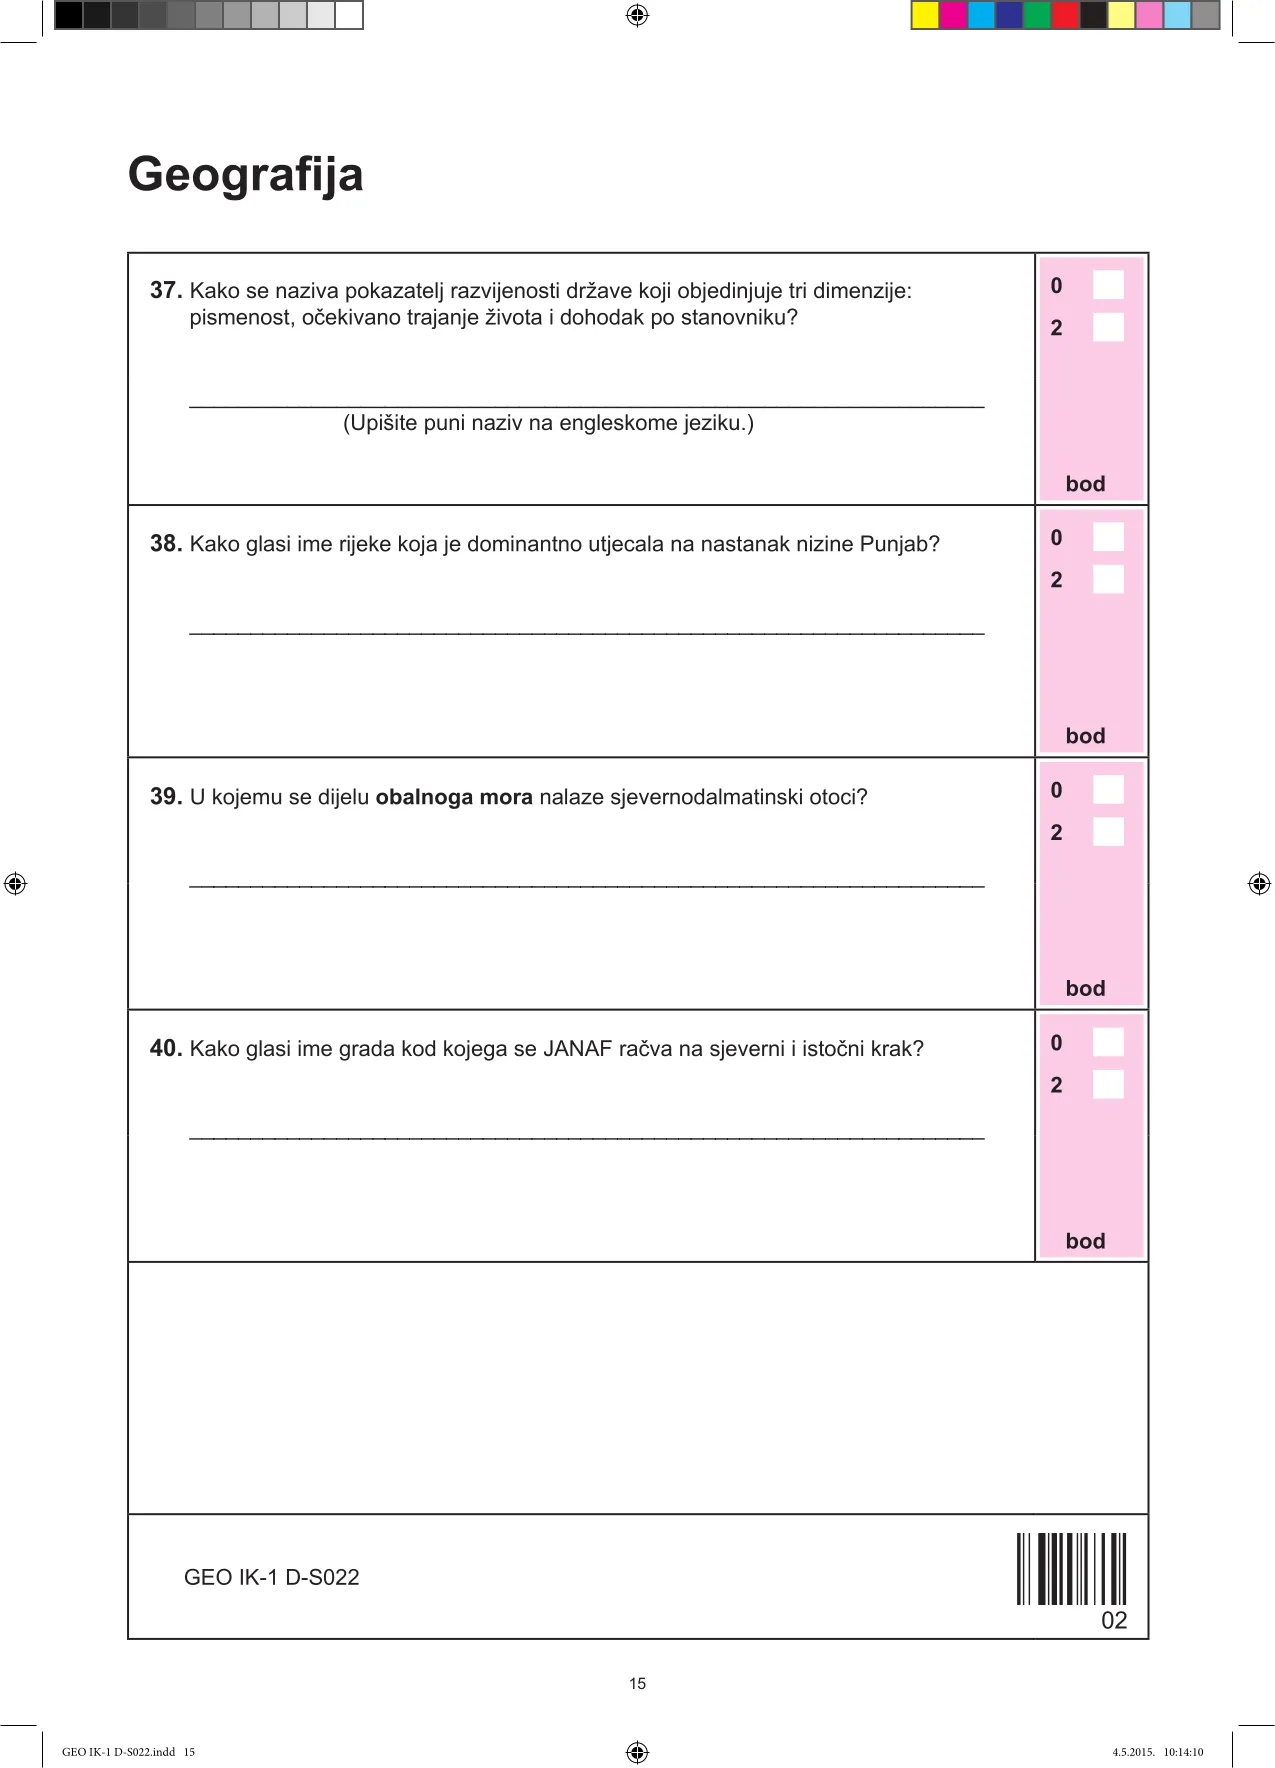 Geografija
37. Kako se naziva pokazatelj razvijenosti države koji objedinjuje tri dimenzije:
pismenost, očekivano trajanje života i dohodak po stanovniku?
(Upišite puni naziv na engleskome jeziku.)
0
2
bod
38. Kako glasi ime rijeke koja je dominantno utjecala na nastanak nizine Punjab?
0
2
bod
39. U kojemu se dijelu obalnoga mora nalaze sjevernodalmatinski otoci?
0
2
bod
40. Kako glasi ime grada kod kojega se JANAF račva na sjeverni i istočni krak?
0
2
bod
GEO IK-1 D-S022
02
15
GEO IK-1 D-S022.indd 15
4.5.2015. 10:14:10